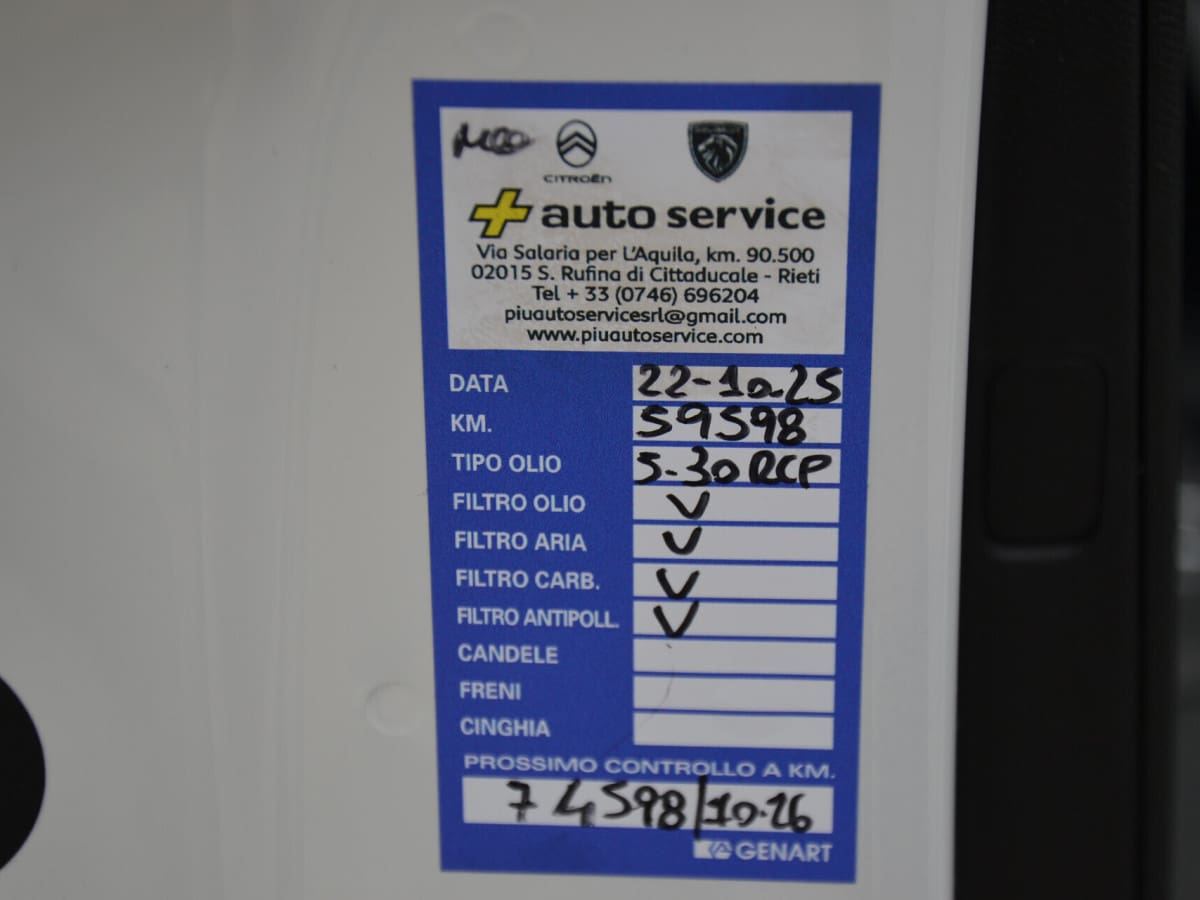 CITROËN
PEUGEOT
auto service
Via Salaria per L'Aquila, km. 90.500
02015 S. Rufina di Cittaducale - Rieti
Tel + 33 (0746) 696204
piuautoservicesrl@gmail.com
www.piuautoservice.com
DATA 22-10-25
KM. 59598
TIPO OLIO 5-30 RCP
FILTRO OLIO V
FILTRO ARIA V
FILTRO CARB. V
FILTRO ANTIPOLL. V
CANDELE
FRENI
CINGHIA
PROSSIMO CONTROLLO A KM.
74598/10.26
GENART